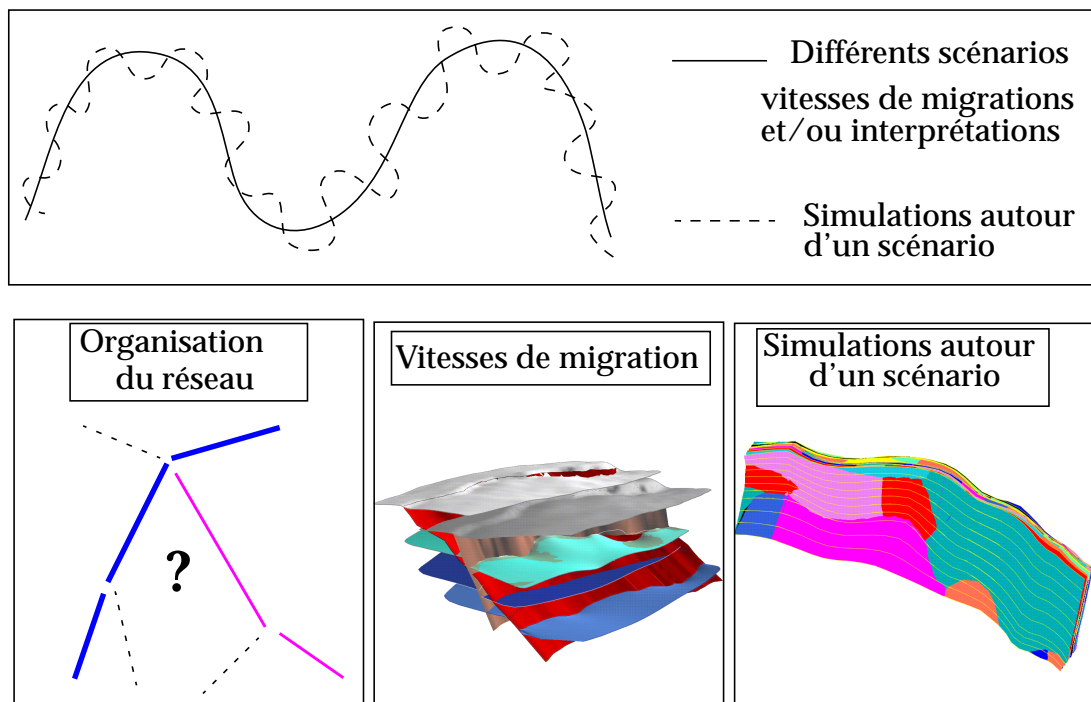 Différents scénarios
vitesses de migrations
et/ou interprétations
Simulations autour
d'un scénario
Organisation
du réseau
?
Vitesses de migration
Simulations autour
d'un scénario